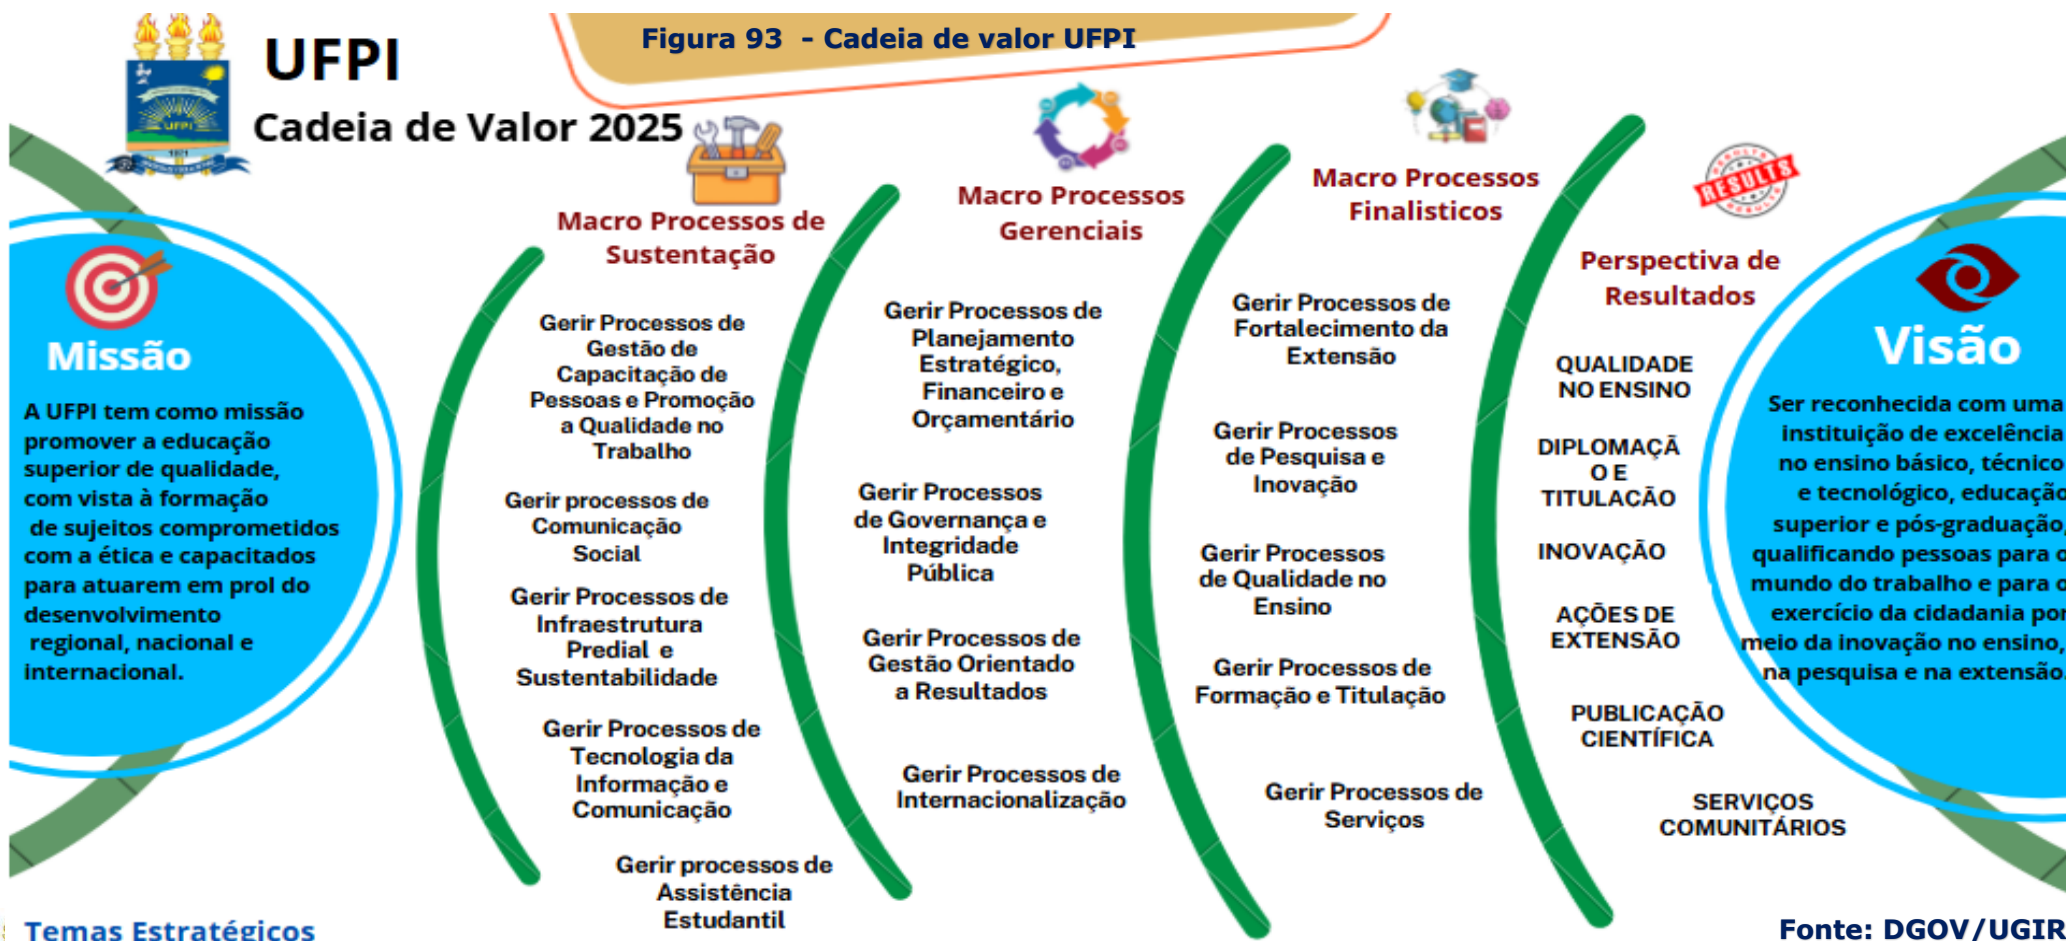 Figura 93  - Cadeia de valor UFPI
UFPI
Cadeia de Valor 2025
UFPI
1971
Missão
A UFPI tem como missão
promover a educação
superior de qualidade,
com vista à formação
de sujeitos comprometidos
com a ética e capacitados
para atuarem em prol do
desenvolvimento
regional, nacional e
internacional.
Macro Processos de
Sustentação
Gerir Processos de
Gestão de
Capacitação de
Pessoas e Promoção
a Qualidade no
Trabalho
Gerir processos de
Comunicação
Social
Gerir Processos de
Infraestrutura
Predial e
Sustentabilidade
Gerir Processos de
Tecnologia da
Informação e
Comunicação
Gerir processos de
Assistência
Estudantil
Macro Processos
Gerenciais
Gerir Processos de
Planejamento
Estratégico,
Financeiro e
Orçamentário
Gerir Processos
de Governança e
Integridade
Pública
Gerir Processos de
Gestão Orientado
a Resultados
Gerir Processos de
Internacionalização
Macro Processos
Finalisticos
Gerir Processos de
Fortalecimento da
Extensão
Gerir Processos
de Pesquisa e
Inovação
Gerir Processos
de Qualidade no
Ensino
Gerir Processos de
Formação e Titulação
Gerir Processos de
Serviços
RESULTS
RESULTS
Perspectiva de
Resultados
QUALIDADE
NO ENSINO
DIPLOMAÇÃ
O E
TITULAÇÃO
INOVAÇÃO
AÇÕES DE
EXTENSÃO
PUBLICAÇÃO
CIENTÍFICA
SERVIÇOS
COMUNITÁRIOS
Visão
Ser reconhecida com uma
instituição de excelência
no ensino básico, técnico
e tecnológico, educação
superior e pós-graduação,
qualificando pessoas para o
mundo do trabalho e para o
exercício da cidadania por
meio da inovação no ensino,
na pesquisa e na extensão.
Temas Estratégicos
Fonte: DGOV/UGIR